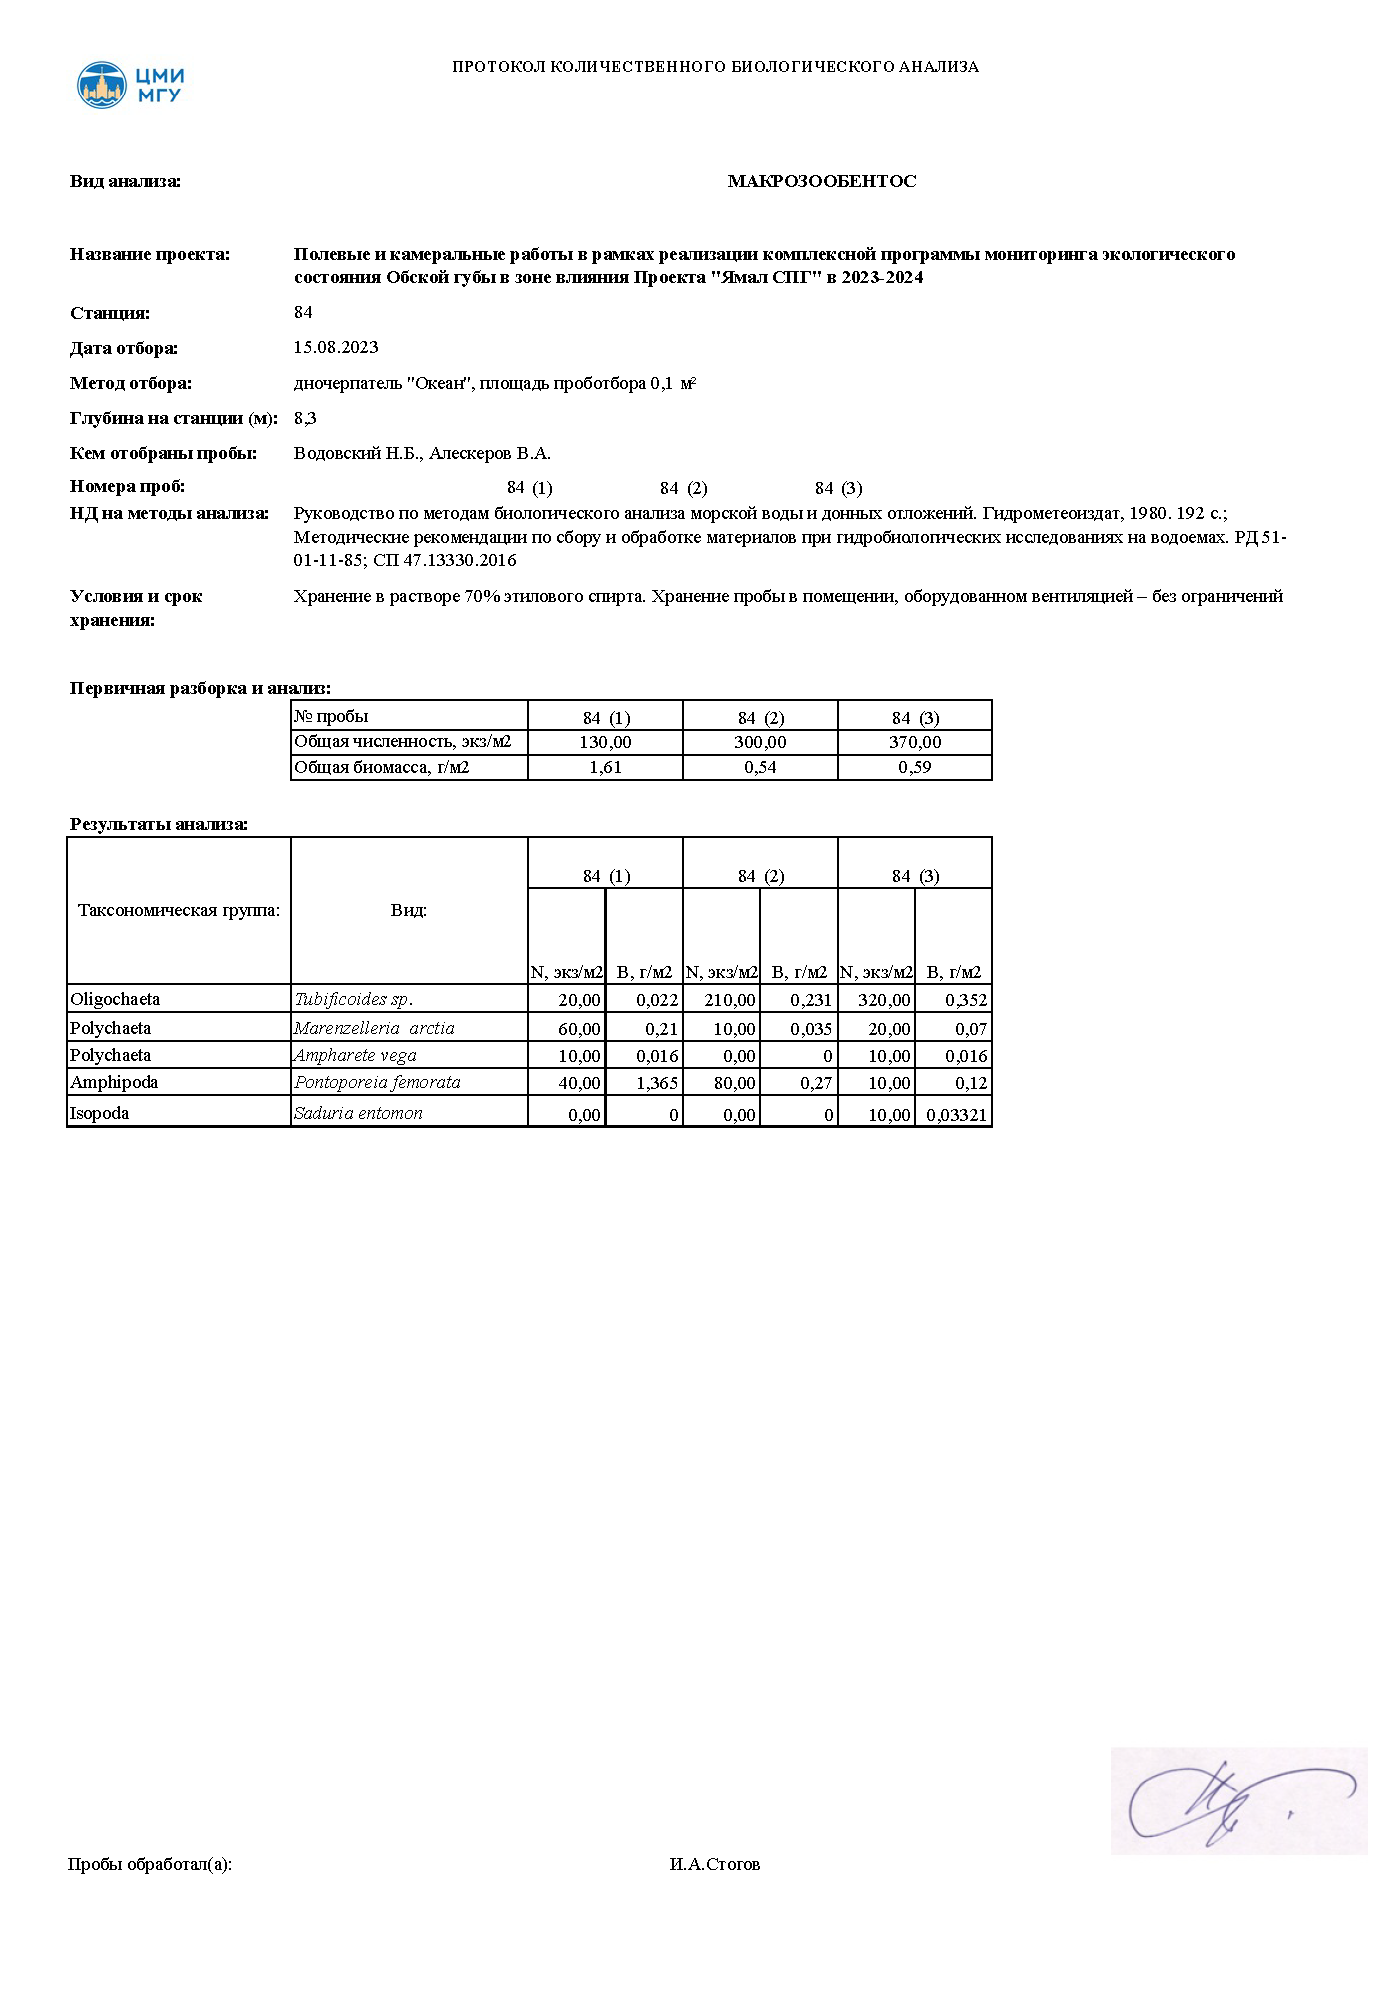 ЦМИ
МГУ
ПРОТОКОЛ КОЛИЧЕСТВЕННОГО БИОЛОГИЧЕСКОГО АНАЛИЗА
Вид анализа: МАКРОЗООБЕНТОС
Название проекта: Полевые и камеральные работы в рамках реализации комплексной программы мониторинга экологического
состояния Обской губы в зоне влияния Проекта "Ямал СПГ" в 2023-2024
Станция: 84
Дата отбора: 15.08.2023
Метод отбора: дночерпатель "Океан", площадь проботбора 0,1 м²
Глубина на станции (м): 8,3
Кем отобраны пробы: Водовский Н.Б., Алескеров В.А.
Номера проб: 84 (1) 84 (2) 84 (3)
НД на методы анализа: Руководство по методам биологического анализа морской воды и донных отложений. Гидрометеоиздат, 1980. 192 с.;
Методические рекомендации по сбору и обработке материалов при гидробиологических исследованиях на водоемах. РД 51-
01-11-85; СП 47.13330.2016
Условия и срок Хранение в растворе 70% этилового спирта. Хранение пробы в помещении, оборудованном вентиляцией – без ограничений
хранения:
Первичная разборка и анализ:
№ пробы 84 (1) 84 (2) 84 (3)
Общая численность, экз/м2 130,00 300,00 370,00
Общая биомасса, г/м2 1,61 0,54 0,59
Результаты анализа:
84 (1) 84 (2) 84 (3)
Таксономическая группа: Вид:
N, экз/м2 B, г/м2 N, экз/м2 B, г/м2 N, экз/м2 B, г/м2
Oligochaeta Tubificoides sp. 20,00 0,022 210,00 0,231 320,00 0,352
Polychaeta Marenzelleria arctia 60,00 0,21 10,00 0,035 20,00 0,07
Polychaeta Ampharete vega 10,00 0,016 0,00 0 10,00 0,016
Amphipoda Pontoporeia femorata 40,00 1,365 80,00 0,27 10,00 0,12
Isopoda Saduria entomon 0,00 0 0,00 0 10,00 0,03321
Пробы обработал(а): И.А.Стогов